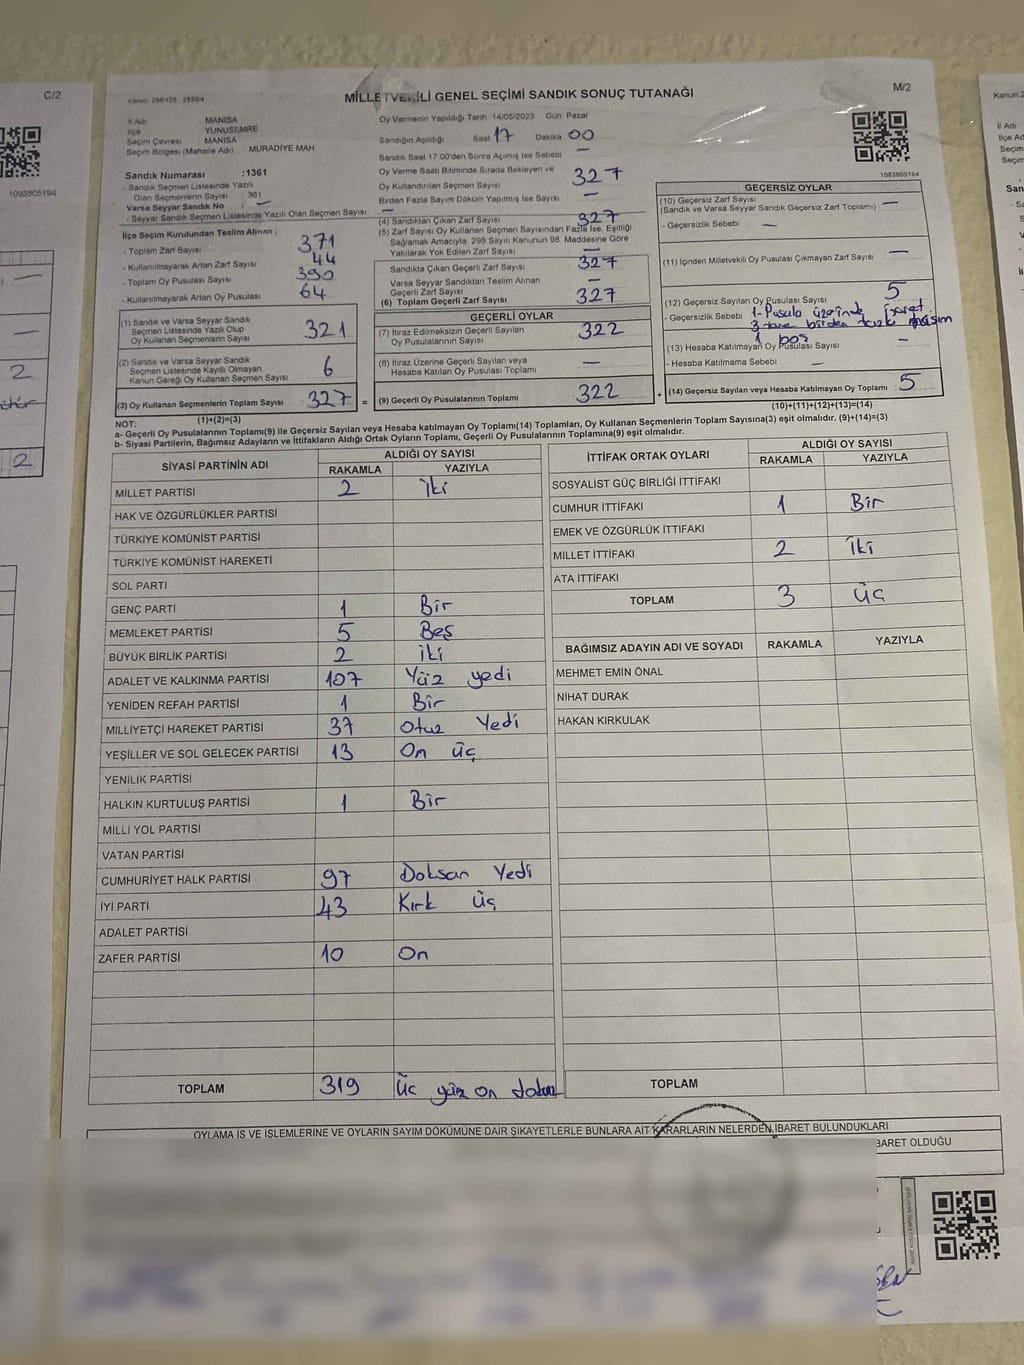 C/2
1093805194
2
2
Kanun: 298/105 , 2839/4
MİLLETVEKİLİ GENEL SEÇİMİ SANDIK SONUÇ TUTANAĞI
M/2
İl Adı MANİSA
İlçe YUNUSEMRE
Seçim Çevresi : MANİSA
Seçim Bölgesi (Mahalle Adı) : MURADİYE MAH
Sandık Numarası :1361
- Sandık Seçmen Listesinde Yazılı
Olan Seçmenlerin Sayısı : 361
Varsa Seyyar Sandık No : —
- Seyyar Sandık Seçmen Listesinde Yazılı Olan Seçmen Sayısı —
İlçe Seçim Kurulundan Teslim Alınan ;
- Toplam Zarf Sayısı : 371
- Kullanılmayarak Artan Zarf Sayısı : 44
- Toplam Oy Pusulası Sayısı : 390
- Kullanılmayarak Artan Oy Pusulası : 64
(1) Sandık ve Varsa Seyyar Sandık
Seçmen Listesinde Yazılı Olup
Oy Kullanan Seçmen Sayısı 321
(2) Sandık ve Varsa Seyyar Sandık
Seçmen Listesinde Kayıtlı Olmayan
Kanun Gereği Oy Kullanan Seçmen Sayısı 6
(3) Oy Kullanan Seçmenlerin Toplam Sayısı 327 =
(1)+(2)=(3)
Oy Vermenin Yapıldığı Tarih :14/05/2023 Gün: Pazar
Sandığın Açıldığı Saat 17 Dakika 00
Sandık Saat 17:00'den Sonra Açılmış İse Sebebi —
Oy Verme Saati Bitiminde Sırada Bekleyen ve
Oy Kullandırılan Seçmen Sayısı 327
Birden Fazla Sayım Döküm Yapılmış İse Sayısı —
(4) Sandıktan Çıkan Zarf Sayısı 327
(5) Zarf Sayısı Oy Kullanan Seçmen Sayısından Fazla İse, Eşitliği
Sağlamak Amacıyla; 298 Sayılı Kanunun 98. Maddesine Göre
Yakılarak Yok Edilen Zarf Sayısı —
Sandıkta Çıkan Geçerli Zarf Sayısı 327
Varsa Seyyar Sandıktan Teslim Alınan
Geçerli Zarf Sayısı —
(6) Toplam Geçerli Zarf Sayısı 327
GEÇERLİ OYLAR
(7) İtiraz Edilmeksizin Geçerli Sayılan
Oy Pusulasının Sayısı 322
(8) İtiraz Üzerine Geçerli Sayılan veya
Hesaba Katılan Oy Pusulası Toplamı —
(9) Geçerli Oy Pusulalarının Toplamı 322 +
1093805194
GEÇERSİZ OYLAR
(10) Geçersiz Zarf Sayısı
(Sandık ve Varsa Seyyar Sandık Geçersiz Zarf Toplamı) —
- Geçersizlik Sebebi —
(11) İçinden Milletvekili Oy Pusulası Çıkmayan Zarf Sayısı —
(12) Geçersiz Sayılan Oy Pusulası Sayısı 5
- Geçersizlik Sebebi 1- Pusula üzerinde İşaret
3 tane birden fazla
1 boş
(13) Hesaba Katılmayan Oy Pusulası Sayısı —
- Hesaba Katılmama Sebebi —
(14) Geçersiz Sayılan veya Hesaba Katılmayan Oy Toplamı 5
(10)+(11)+(12)+(13)=(14)
NOT:
a- Geçerli Oy Pusulalarının Toplamı(9) ile Geçersiz Sayılan veya Hesaba katılmayan Oy Toplamı(14) Toplamları, Oy Kullanan Seçmenlerin Toplam Sayısına(3) eşit olmalıdır. (9)+(14)=(3)
b- Siyasi Partilerin, Bağımsız Adayların ve İttifakların Aldığı Ortak Oyların Toplamı, Geçerli Oy Pusulalarının Toplamına(9) eşit olmalıdır.
SİYASİ PARTİNİN ADI ALDIĞI OY SAYISI
RAKAMLA YAZIYLA
MİLLET PARTİSİ 2 İki
HAK VE ÖZGÜRLÜKLER PARTİSİ
TÜRKİYE KOMÜNİST PARTİSİ
TÜRKİYE KOMÜNİST HAREKETİ
SOL PARTİ
GENÇ PARTİ 1 Bir
MEMLEKET PARTİSİ 5 Beş
BÜYÜK BİRLİK PARTİSİ 2 İki
ADALET VE KALKINMA PARTİSİ 107 Yüz yedi
YENİDEN REFAH PARTİSİ 1 Bir
MİLLİYETÇİ HAREKET PARTİSİ 37 Otuz Yedi
YEŞİLLER VE SOL GELECEK PARTİSİ 13 On üç
YENİLİK PARTİSİ
HALKIN KURTULUŞ PARTİSİ 1 Bir
MİLLİ YOL PARTİSİ
VATAN PARTİSİ
CUMHURİYET HALK PARTİSİ 97 Doksan Yedi
İYİ PARTİ 43 Kırk üç
ADALET PARTİSİ
ZAFER PARTİSİ 10 On
TOPLAM 319 Üç yüz on dokuz
İTTİFAK ORTAK OYLARI ALDIĞI OY SAYISI
RAKAMLA YAZIYLA
SOSYALİST GÜÇ BİRLİĞİ İTTİFAKI
CUMHUR İTTİFAKI 1 Bir
EMEK VE ÖZGÜRLÜK İTTİFAKI
MİLLET İTTİFAKI 2 İki
ATA İTTİFAKI
TOPLAM 3 üç
BAĞIMSIZ ADAYIN ADI VE SOYADI RAKAMLA YAZIYLA
MEHMET EMİN ÖNAL
NİHAT DURAK
HAKAN KIRKULAK
TOPLAM
OYLAMA İŞ VE İŞLEMLERİNE VE OYLARIN SAYIM DÖKÜMÜNE DAİR ŞİKAYETLERLE BUNLARA AİT KARARLARIN NELERDEN İBARET BULUNDUKLARI
BARET OLDUĞU
Kanun:2
İl Adı
İlçe Ad
Seçim
Seçim
San